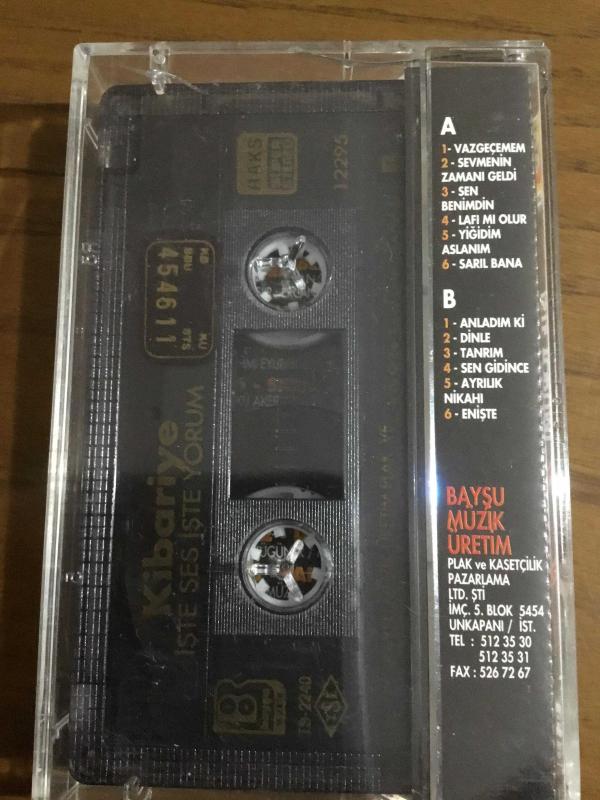 A
1- VAZGEÇEMEM
2 - SEVMENİN
ZAMANI GELDİ
3 - SEN
BENİMDİN
4 - LAFI MI OLUR
5 - YİĞİDİM
ASLANIM
6 - SARIL BANA
B
1 - ANLADIM Kİ
2 - DİNLE
3 - TANRIM
4 - SEN GİDİNCE
5 - AYRILIK
NİKAHI
6 - ENİŞTE
BAYŞU
MÜZİK
ÜRETİM
PLAK ve KASETÇİLİK
PAZARLAMA
LTD. ŞTİ
İMÇ. 5. BLOK 5454
UNKAPANI / İST.
TEL : 512 35 30
512 35 31
FAX : 526 72 67
Kibariye
İŞTE SES İŞTE YORUM
454611
RAKS
12295
TS-2240
TSE